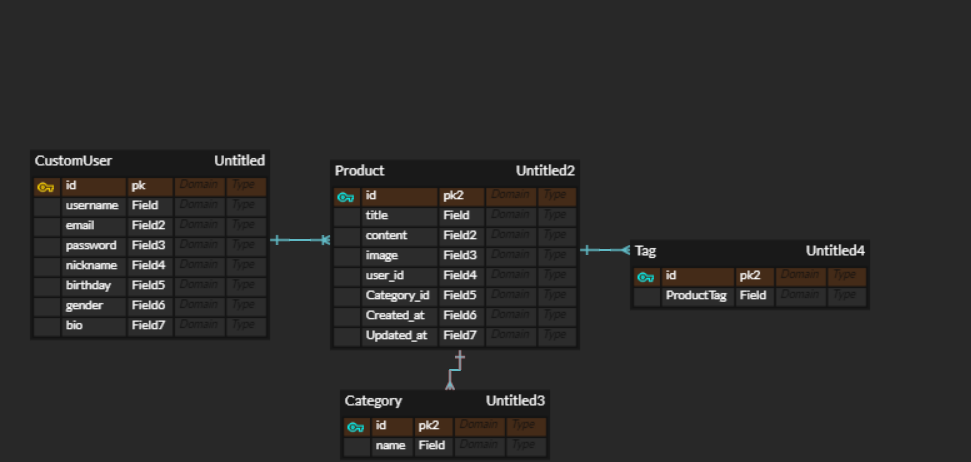 CustomUser Untitled
id pk Domain Type
username Field Domain Type
email Field2 Domain Type
password Field3 Domain Type
nickname Field4 Domain Type
birthday Field5 Domain Type
gender Field6 Domain Type
bio Field7 Domain Type
Product Untitled2
id pk2 Domain Type
title Field Domain Type
content Field2 Domain Type
image Field3 Domain Type
user_id Field4 Domain Type
Category_id Field5 Domain Type
Created_at Field6 Domain Type
Updated_at Field7 Domain Type
Tag Untitled4
id pk2 Domain Type
ProductTag Field Domain Type
Category Untitled3
id pk2 Domain Type
name Field Domain Type